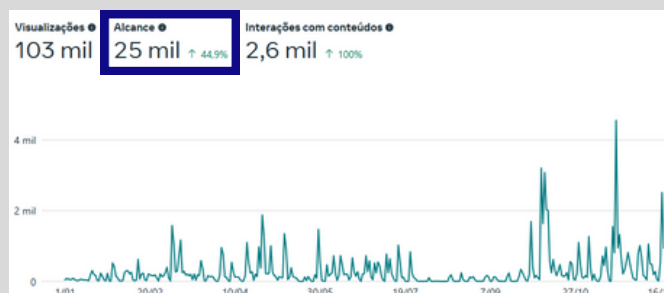 Visualizações Alcance Interações com conteúdos
103 mil 25 mil ↑ 44,9% 2,6 mil ↑ 100%
4 mil
2 mil
0
1/01 20/02 10/04 30/05 19/07 7/09 27/10